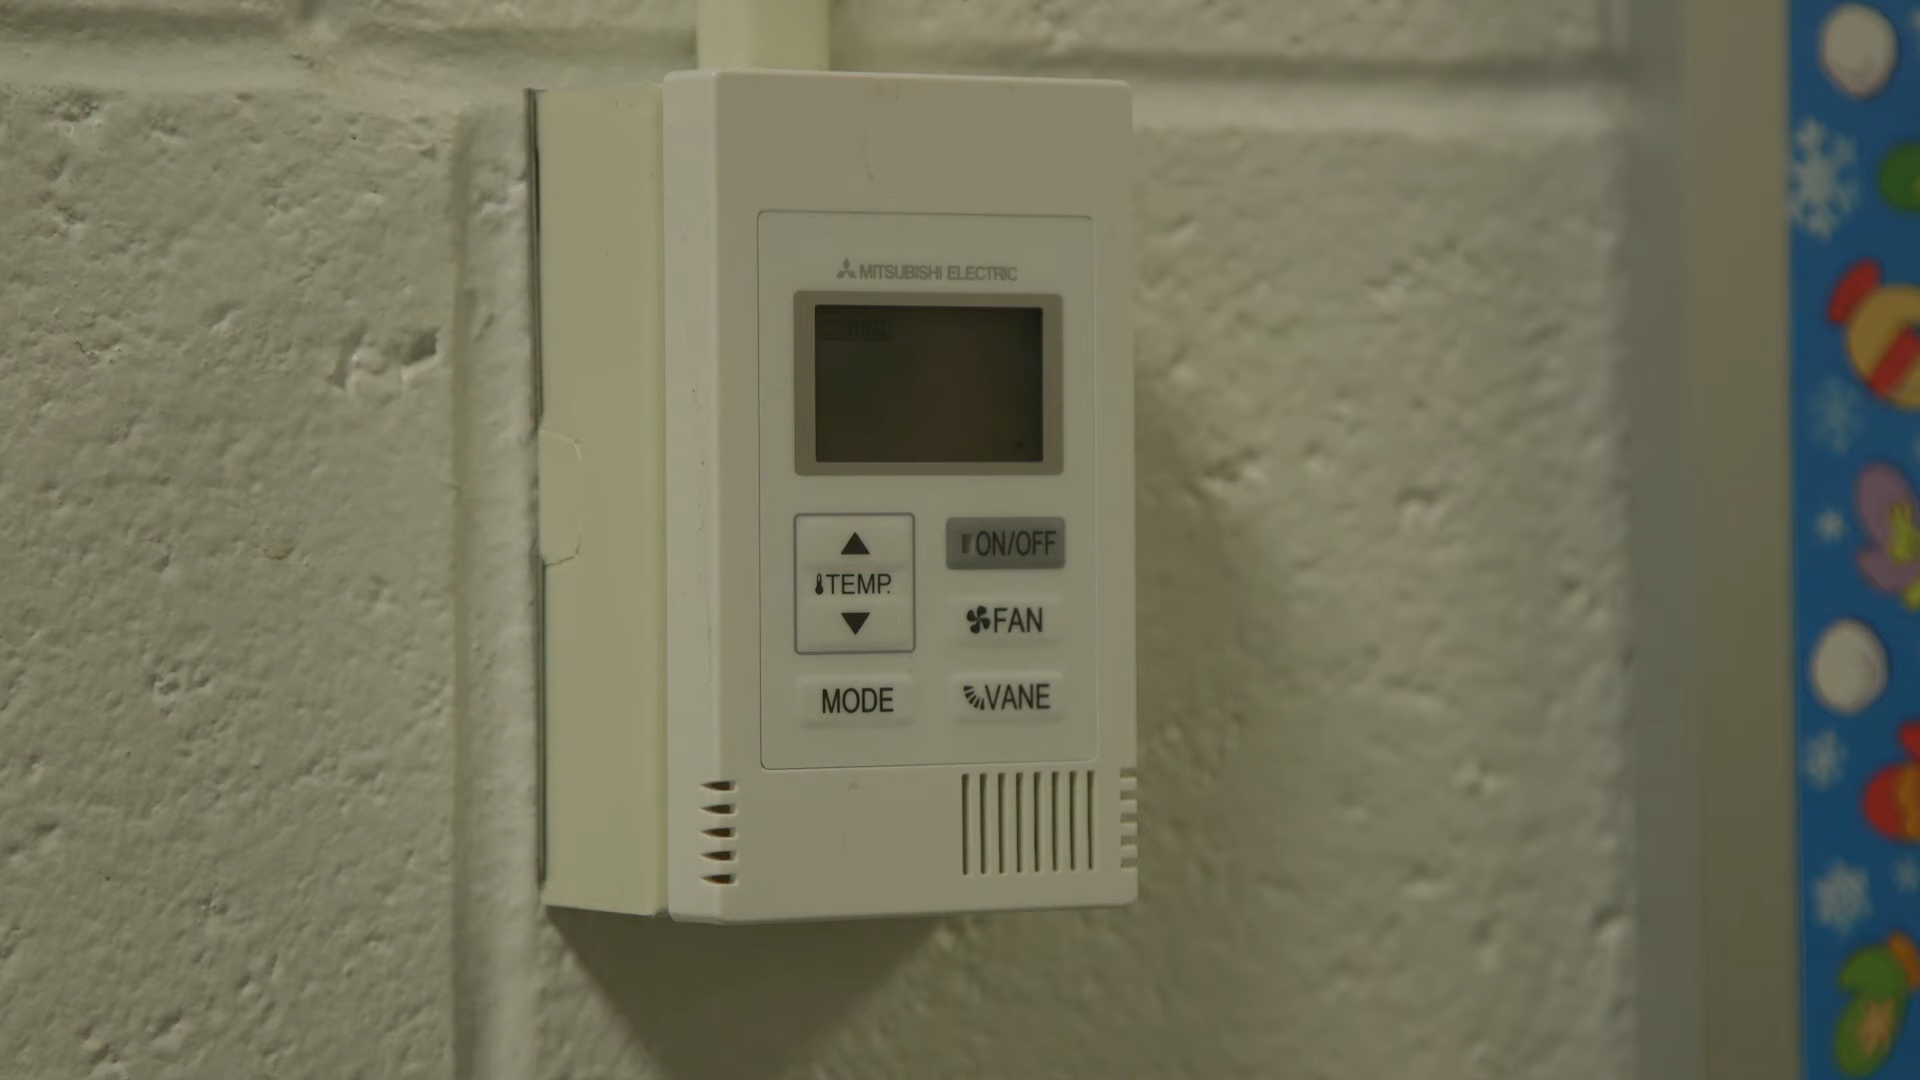 MITSUBISHI ELECTRIC
TEMP.
ON/OFF
FAN
MODE
VANE